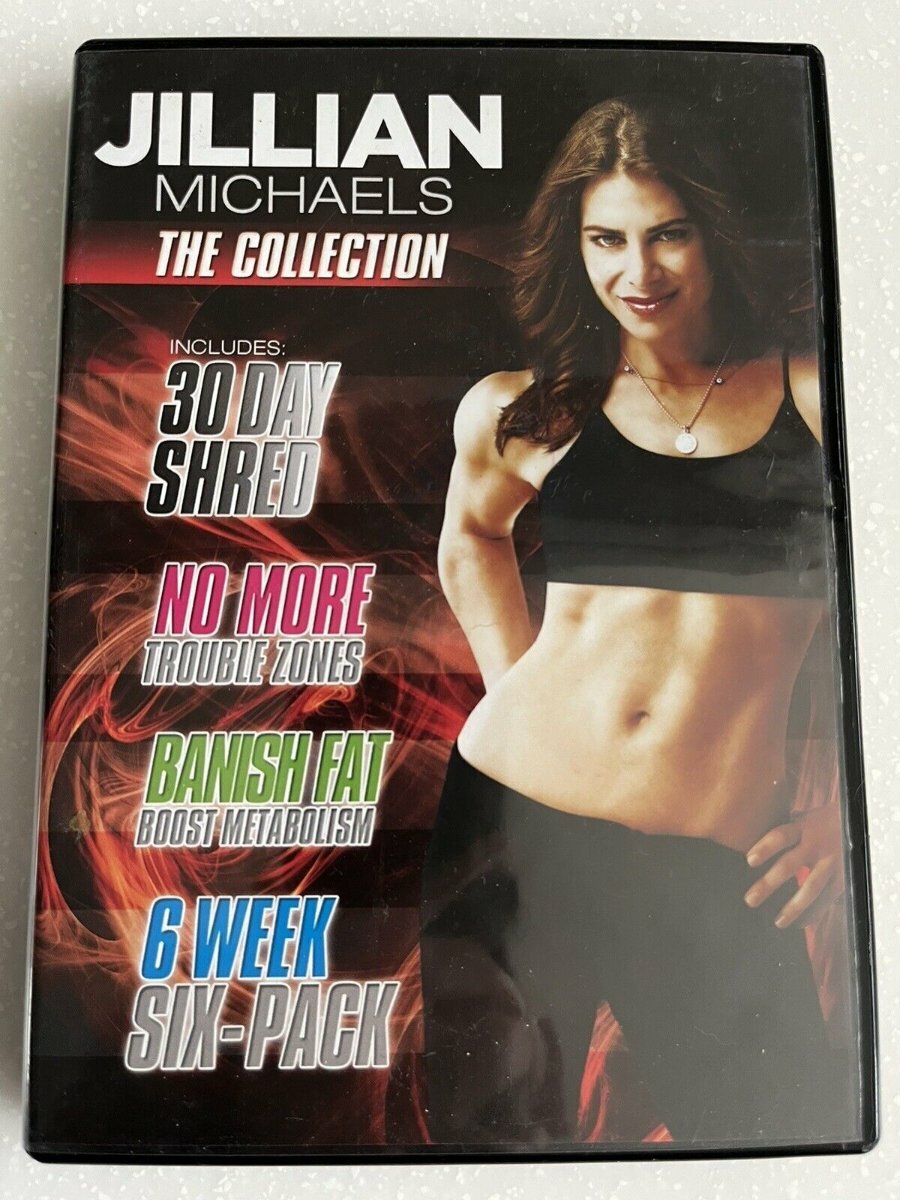 JILLIAN
MICHAELS
THE COLLECTION
INCLUDES:
30 DAY
SHRED
NO MORE
TROUBLE ZONES
BANISH FAT
BOOST METABOLISM
6 WEEK
SIX-PACK